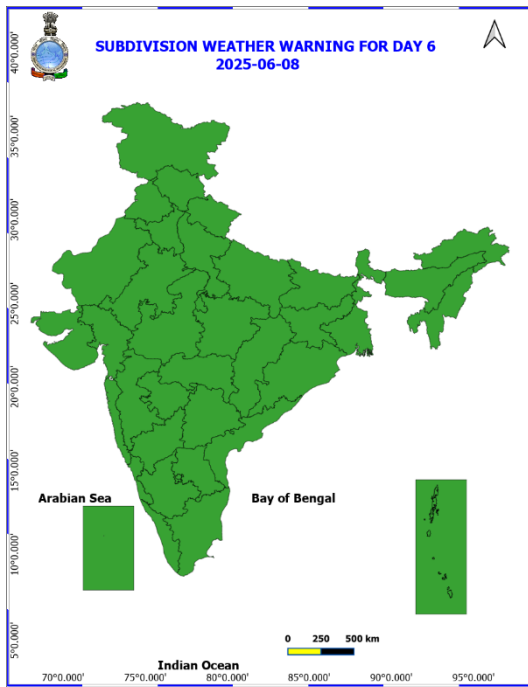 SUBDIVISION WEATHER WARNING FOR DAY 6
2025-06-08
40°0.000'
35°0.000'
30°0.000'
25°0.000'
20°0.000'
15°0.000'
10°0.000'
5°0.000'
Arabian Sea
Bay of Bengal
0 250 500 km
Indian Ocean
70°0.000' 75°0.000' 80°0.000' 85°0.000' 90°0.000' 95°0.000'